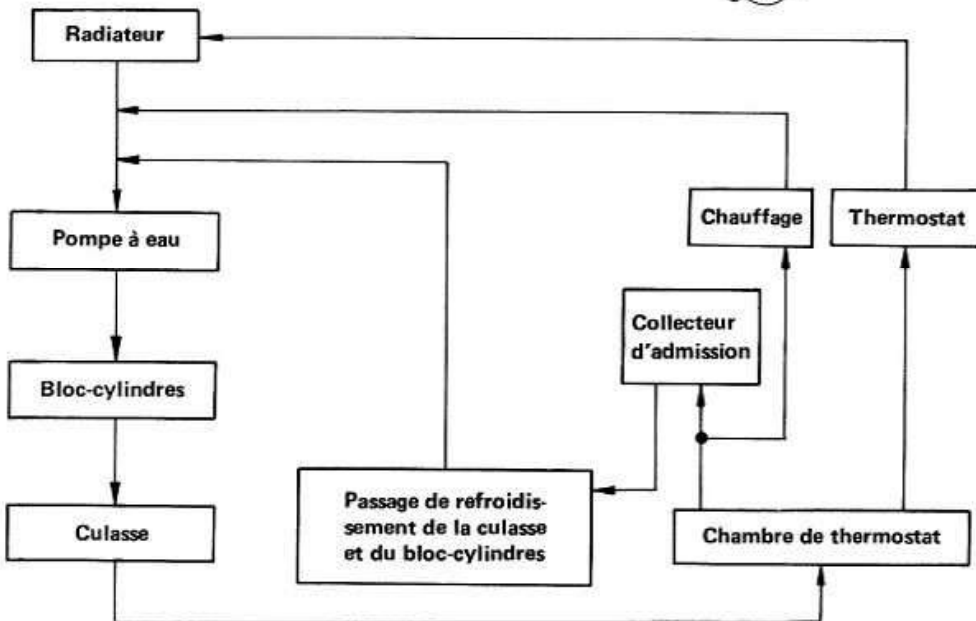 Radiateur
Pompe à eau
Chauffage
Thermostat
Collecteur
d'admission
Bloc-cylindres
Passage de refroidis-
sement de la culasse
et du bloc-cylindres
Culasse
Chambre de thermostat